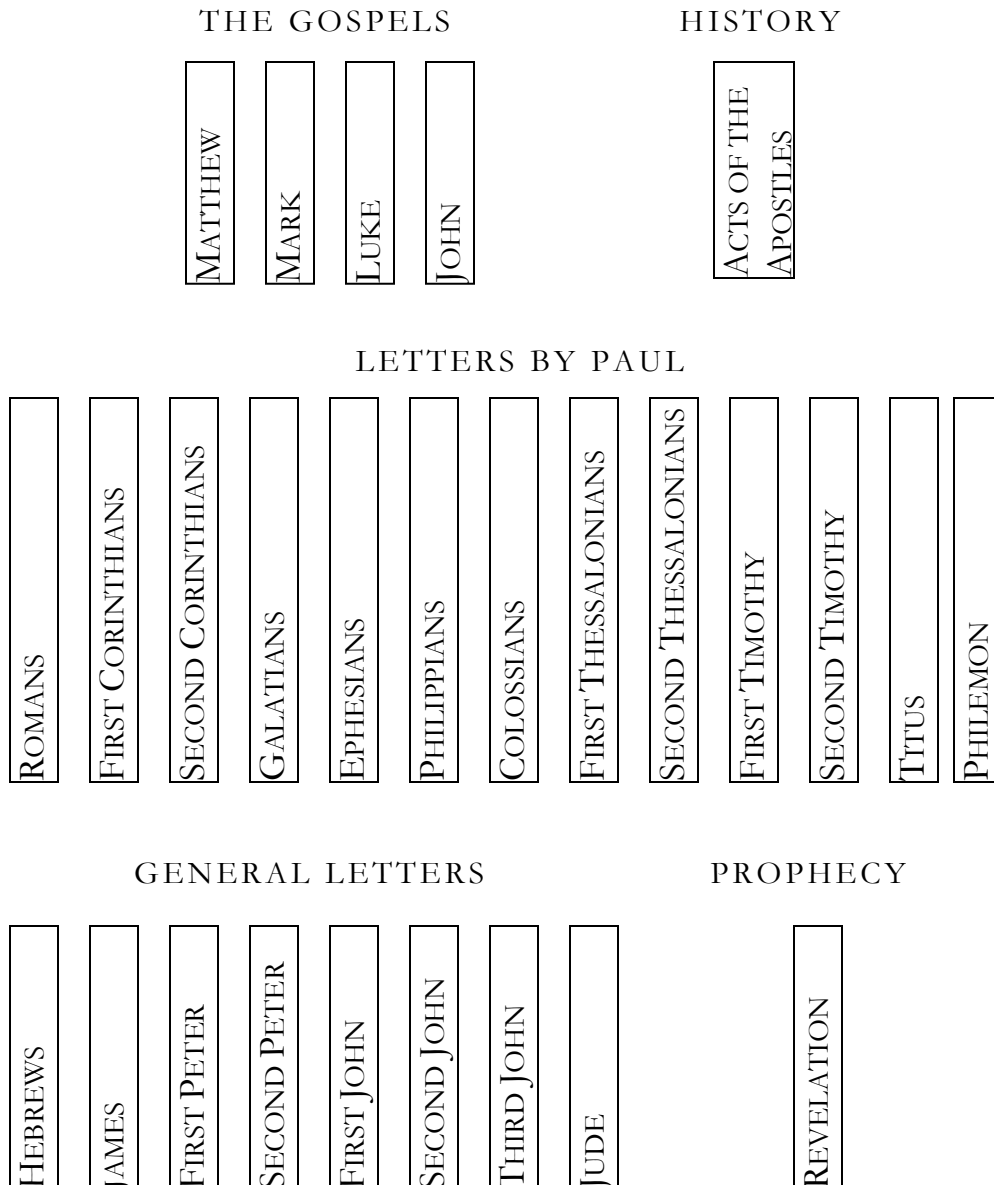 THE GOSPELS
HISTORY
MATTHEW
MARK
LUKE
JOHN
ACTS OF THE
APOSTLES
LETTERS BY PAUL
ROMANS
FIRST CORINTHIANS
SECOND CORINTHIANS
GALATIANS
EPHESIANS
PHILIPPIANS
COLOSSIANS
FIRST THESSALONIANS
SECOND THESSALONIANS
FIRST TIMOTHY
SECOND TIMOTHY
TITUS
PHILEMON
GENERAL LETTERS
PROPHECY
HEBREWS
JAMES
FIRST PETER
SECOND PETER
FIRST JOHN
SECOND JOHN
THIRD JOHN
JUDE
REVELATION